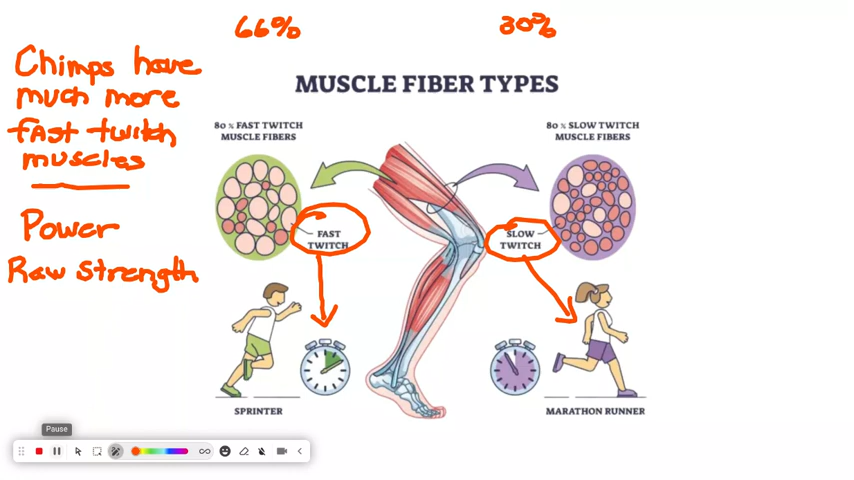 66%
30%
Chimps have
much more
fast twitch
muscles
Power
Raw Strength
MUSCLE FIBER TYPES
80 % FAST TWITCH
MUSCLE FIBERS
80 % SLOW TWITCH
MUSCLE FIBERS
FAST
TWITCH
SLOW
TWITCH
SPRINTER
MARATHON RUNNER
Pause